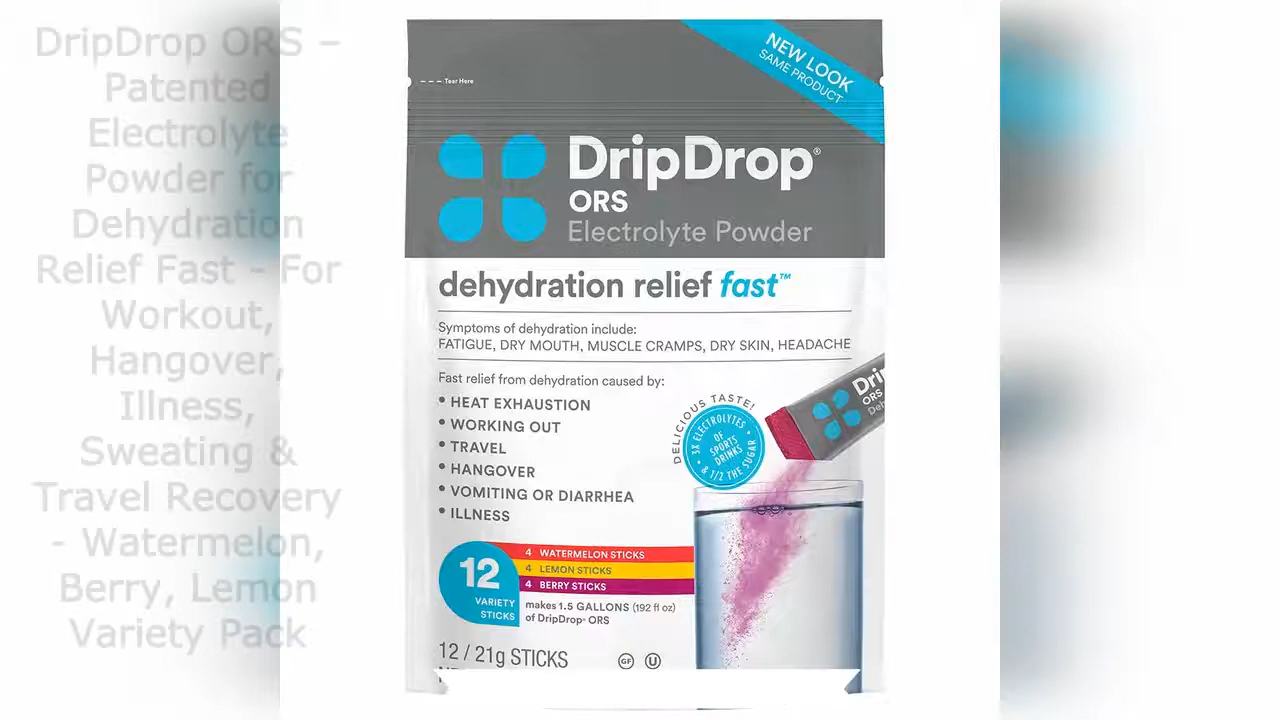 DripDrop ORS –
Patented
Electrolyte
Powder for
Dehydration
Relief Fast - For
Workout,
Hangover,
Illness,
Sweating &
Travel Recovery
- Watermelon,
Berry, Lemon
Variety Pack
Tear Here
NEW LOOK
SAME PRODUCT
DripDrop®
ORS
Electrolyte Powder
dehydration relief fast™
Symptoms of dehydration include:
FATIGUE, DRY MOUTH, MUSCLE CRAMPS, DRY SKIN, HEADACHE
Fast relief from dehydration caused by:
• HEAT EXHAUSTION
• WORKING OUT
• TRAVEL
• HANGOVER
• VOMITING OR DIARRHEA
• ILLNESS
DELICIOUS TASTE!
• 3X ELECTROLYTES •
OF
SPORTS
DRINKS
& 1/2 THE SUGAR
Dri
ORS
12
VARIETY
STICKS
4 WATERMELON STICKS
4 LEMON STICKS
4 BERRY STICKS
makes 1.5 GALLONS (192 fl oz)
of DripDrop® ORS
12 / 21g STICKS
GF
U